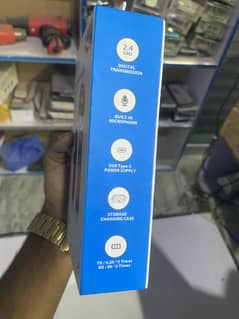 2.4
GHz
DIGITAL
TRANSMISSION
BUILT IN
MICROPHONE
USB Type-C
POWER SUPPLY
STORAGE
CHARGING CASE